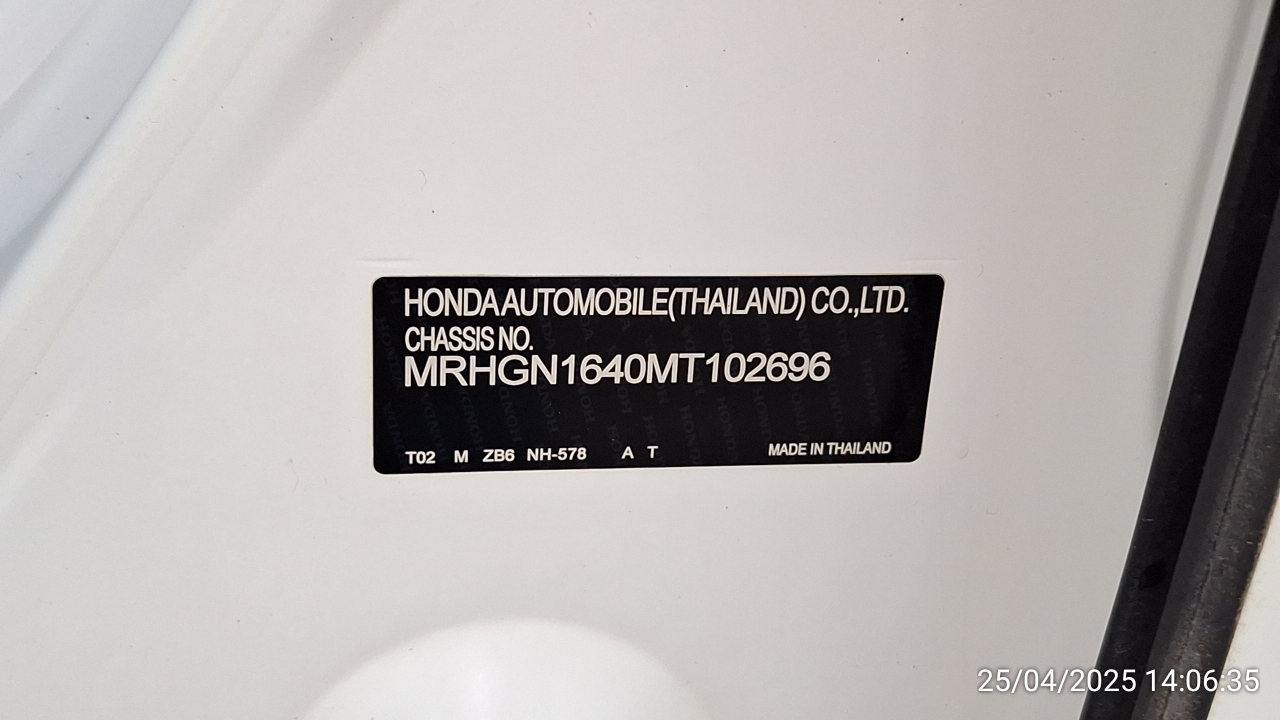 HONDA AUTOMOBILE(THAILAND) CO.,LTD.
CHASSIS NO.
MRHGN1640MT102696
T02 M ZB6 NH-578 A T MADE IN THAILAND
25/04/2025 14:06:35